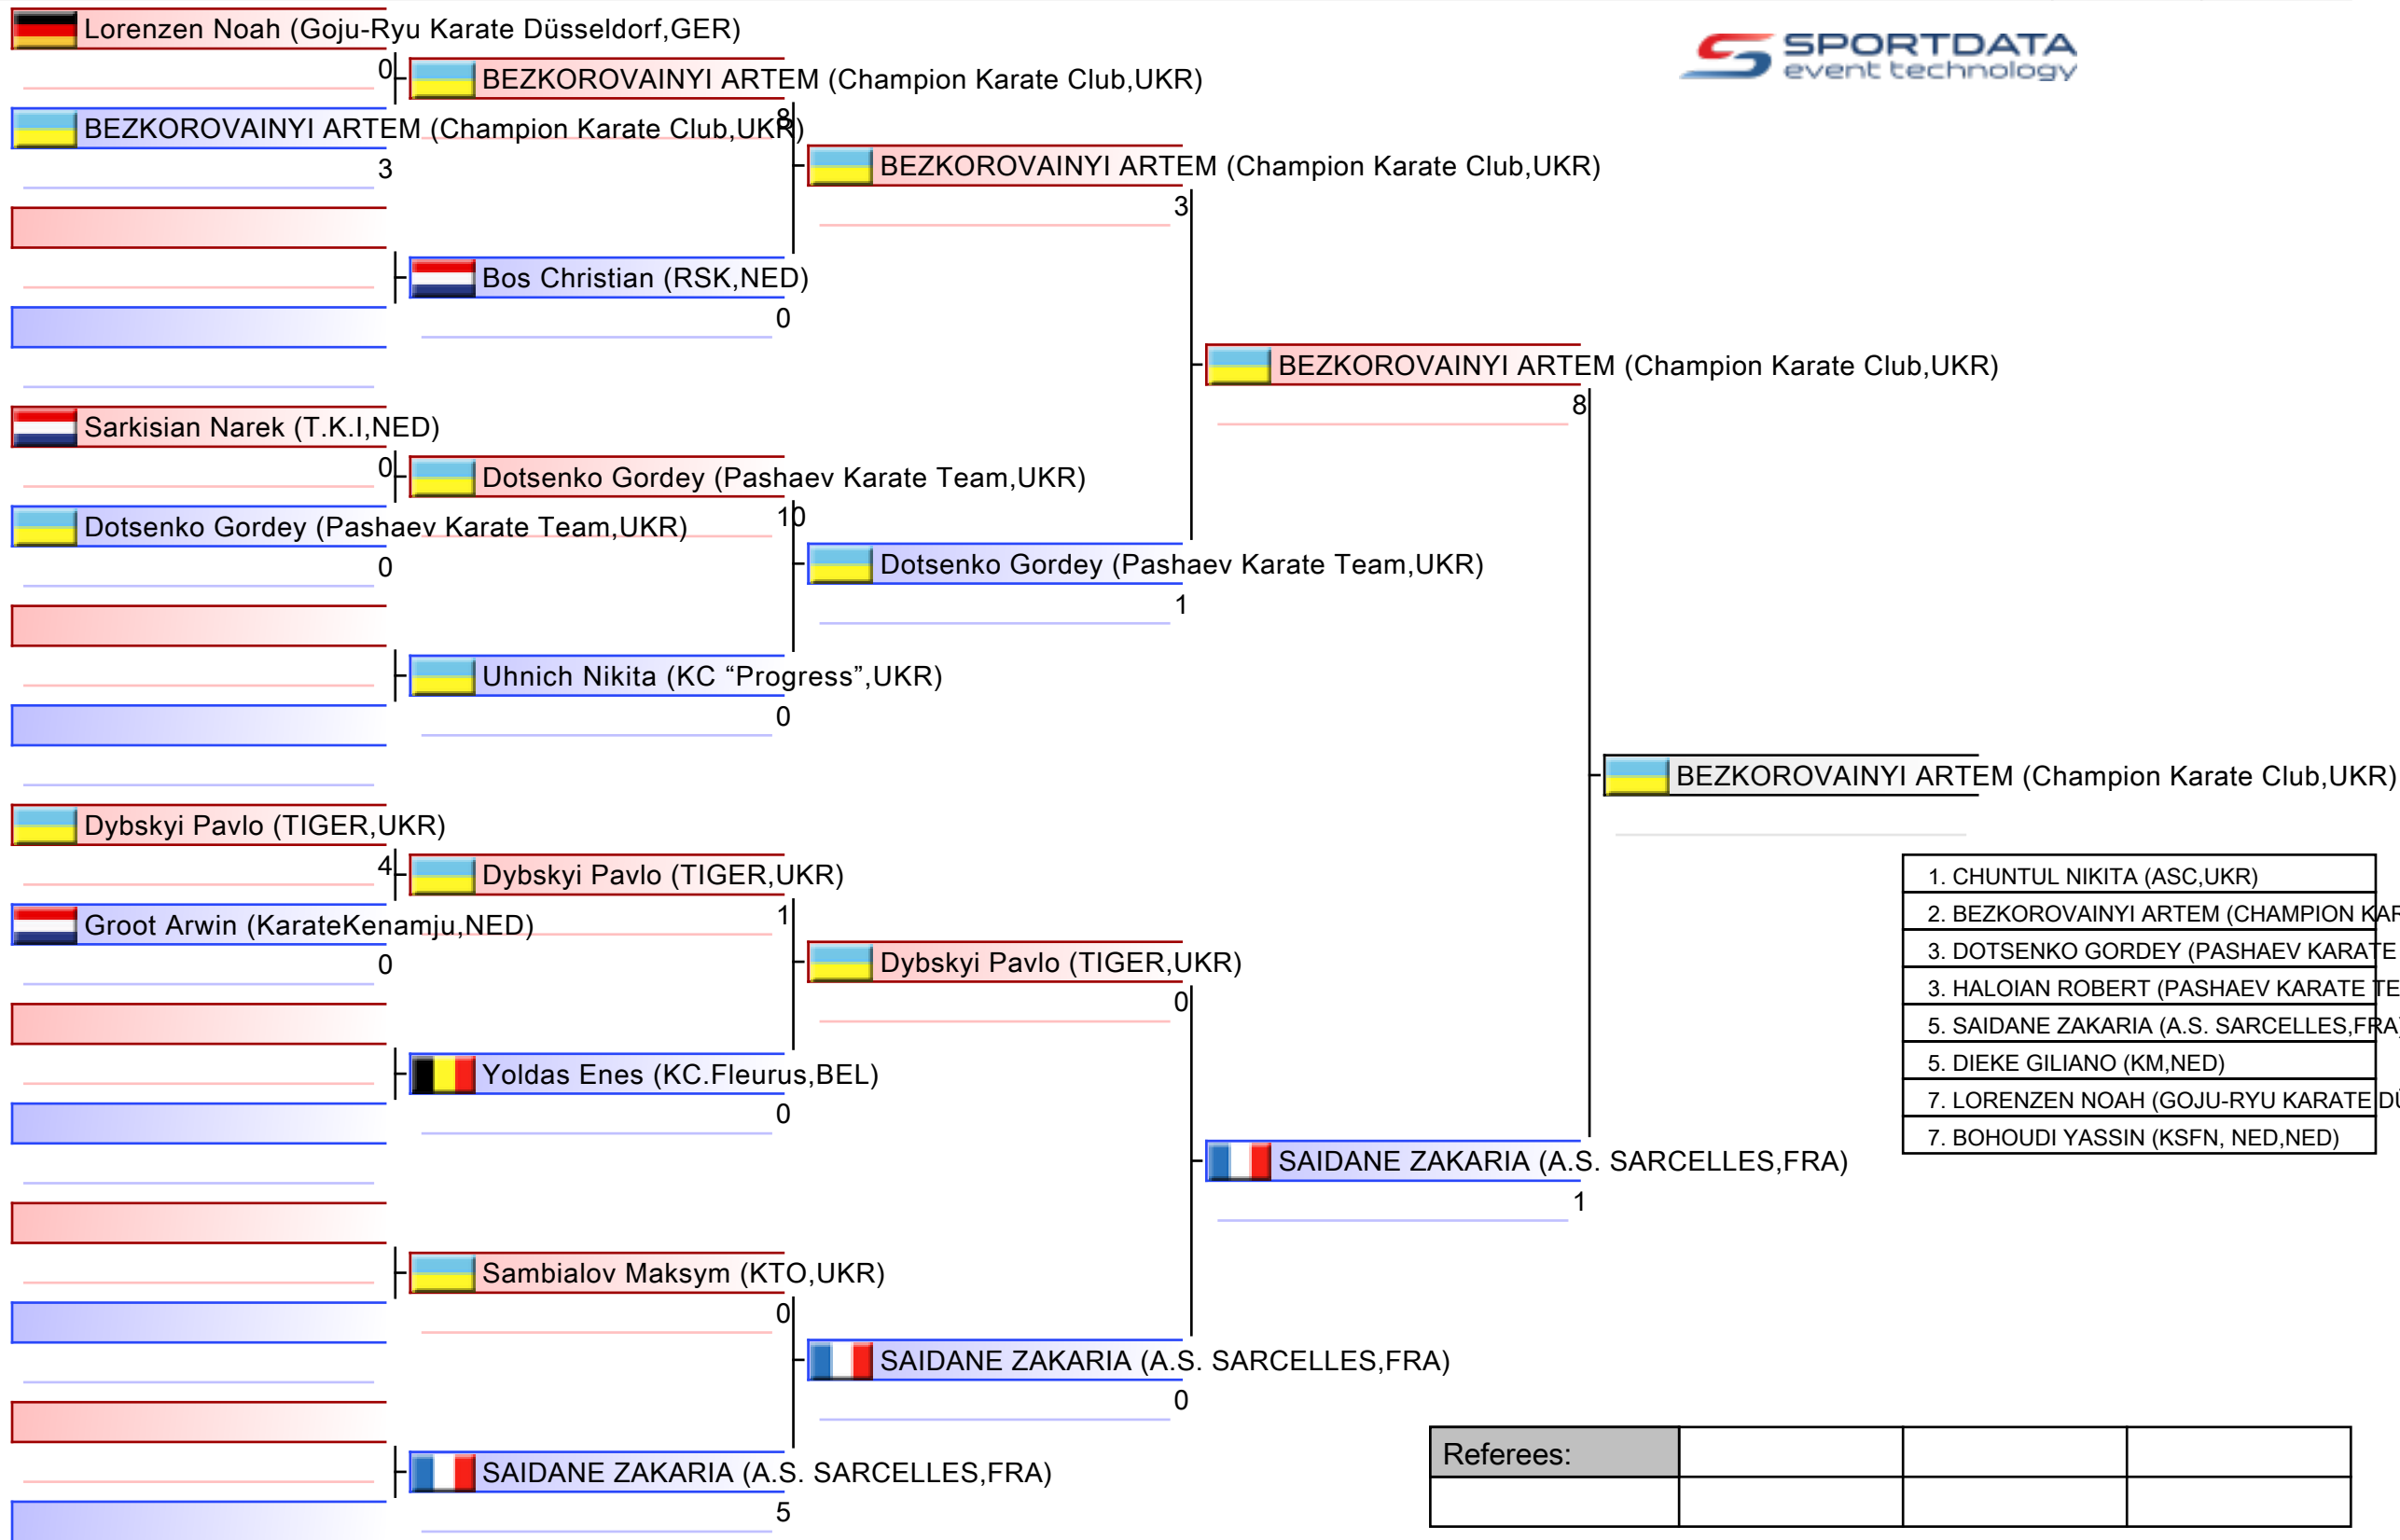 SPORTDATA
event technology
Lorenzen Noah (Goju-Ryu Karate Düsseldorf,GER)
0
BEZKOROVAINYI ARTEM (Champion Karate Club,UKR)
8
BEZKOROVAINYI ARTEM (Champion Karate Club,UKR)
3
BEZKOROVAINYI ARTEM (Champion Karate Club,UKR)
3
Bos Christian (RSK,NED)
0
BEZKOROVAINYI ARTEM (Champion Karate Club,UKR)
8
Sarkisian Narek (T.K.I,NED)
0
Dotsenko Gordey (Pashaev Karate Team,UKR)
10
Dotsenko Gordey (Pashaev Karate Team,UKR)
0
Dotsenko Gordey (Pashaev Karate Team,UKR)
1
Uhnich Nikita (KC “Progress”,UKR)
0
BEZKOROVAINYI ARTEM (Champion Karate Club,UKR)
Dybskyi Pavlo (TIGER,UKR)
4
Dybskyi Pavlo (TIGER,UKR)
1
Groot Arwin (KarateKenamju,NED)
0
Dybskyi Pavlo (TIGER,UKR)
0
Yoldas Enes (KC.Fleurus,BEL)
0
SAIDANE ZAKARIA (A.S. SARCELLES,FRA)
1
Sambialov Maksym (KTO,UKR)
0
SAIDANE ZAKARIA (A.S. SARCELLES,FRA)
0
SAIDANE ZAKARIA (A.S. SARCELLES,FRA)
5
1. CHUNTUL NIKITA (ASC,UKR)
2. BEZKOROVAINYI ARTEM (CHAMPION KAR
3. DOTSENKO GORDEY (PASHAEV KARATE
3. HALOIAN ROBERT (PASHAEV KARATE TE
5. SAIDANE ZAKARIA (A.S. SARCELLES,FRA)
5. DIEKE GILIANO (KM,NED)
7. LORENZEN NOAH (GOJU-RYU KARATE DÜ
7. BOHOUDI YASSIN (KSFN, NED,NED)
Referees: